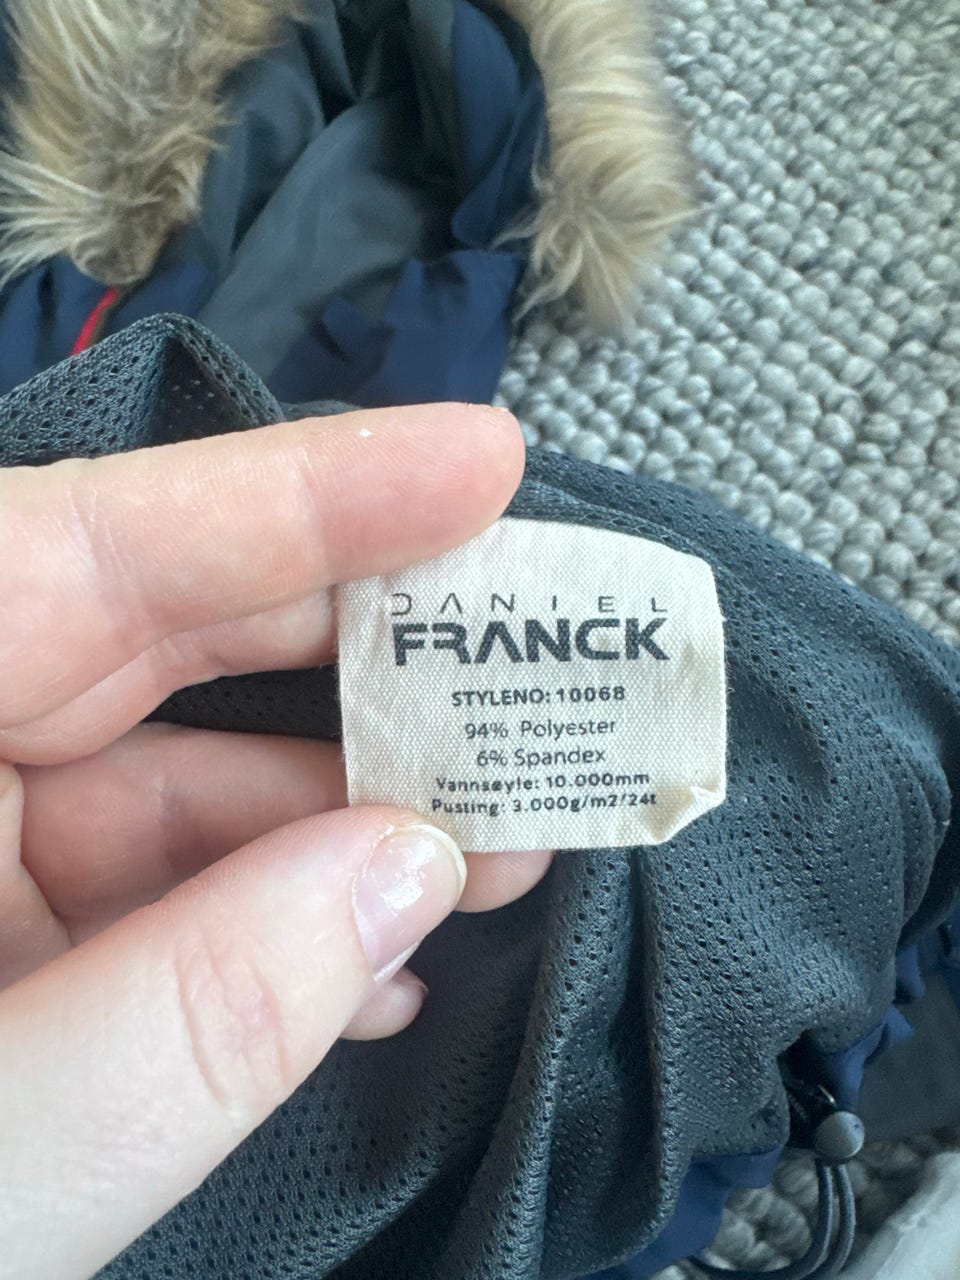 DANIEL
FRANCK
STYLENO: 10068
94% Polyester
6% Spandex
Vannsøyle: 10.000mm
Pusting: 3.000g/m2/24t